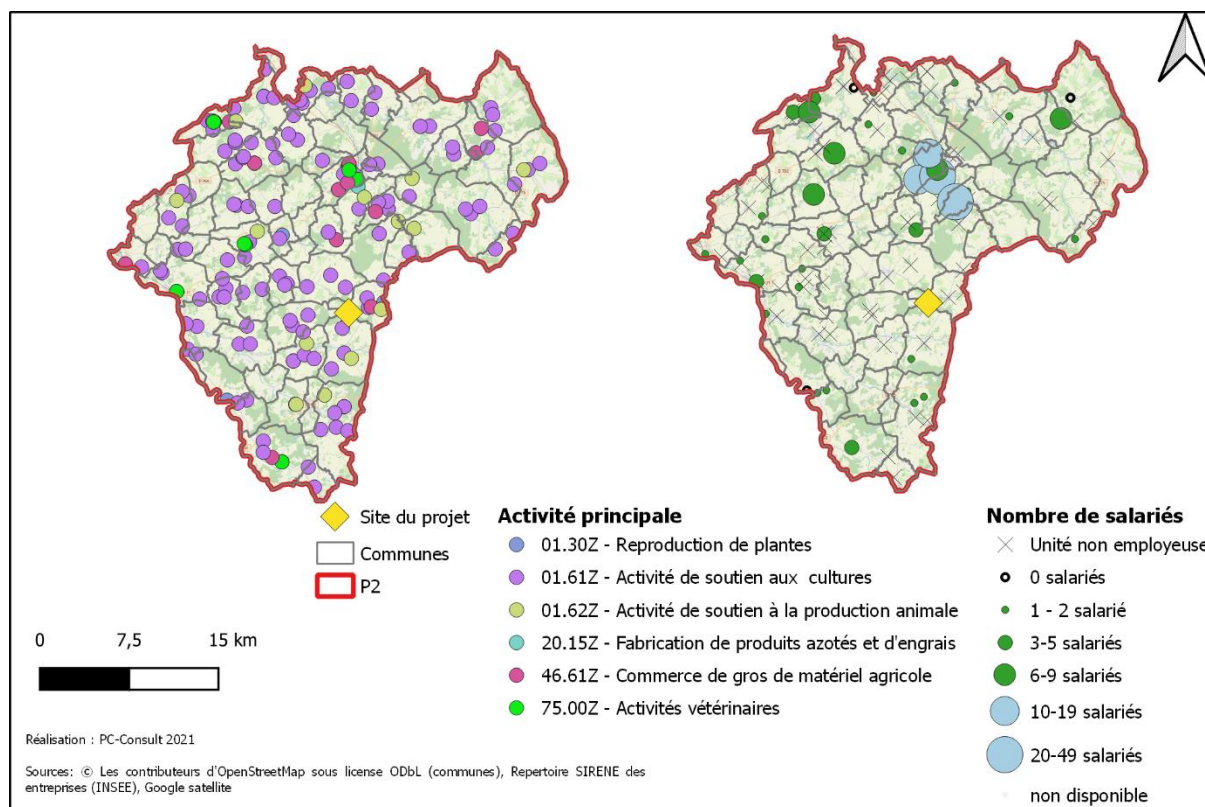 Site du projet
Communes
P2
0 7,5 15 km
Réalisation : PC-Consult 2021
Sources: © Les contributeurs d'OpenStreetMap sous license ODbL (communes), Repertoire SIRENE des
entreprises (INSEE), Google satellite
Activité principale
01.30Z - Reproduction de plantes
01.61Z - Activité de soutien aux cultures
01.62Z - Activité de soutien à la production animale
20.15Z - Fabrication de produits azotés et d'engrais
46.61Z - Commerce de gros de matériel agricole
75.00Z - Activités vétérinaires
Nombre de salariés
Unité non employeuse
0 salariés
1 - 2 salarié
3-5 salariés
6-9 salariés
10-19 salariés
20-49 salariés
non disponible